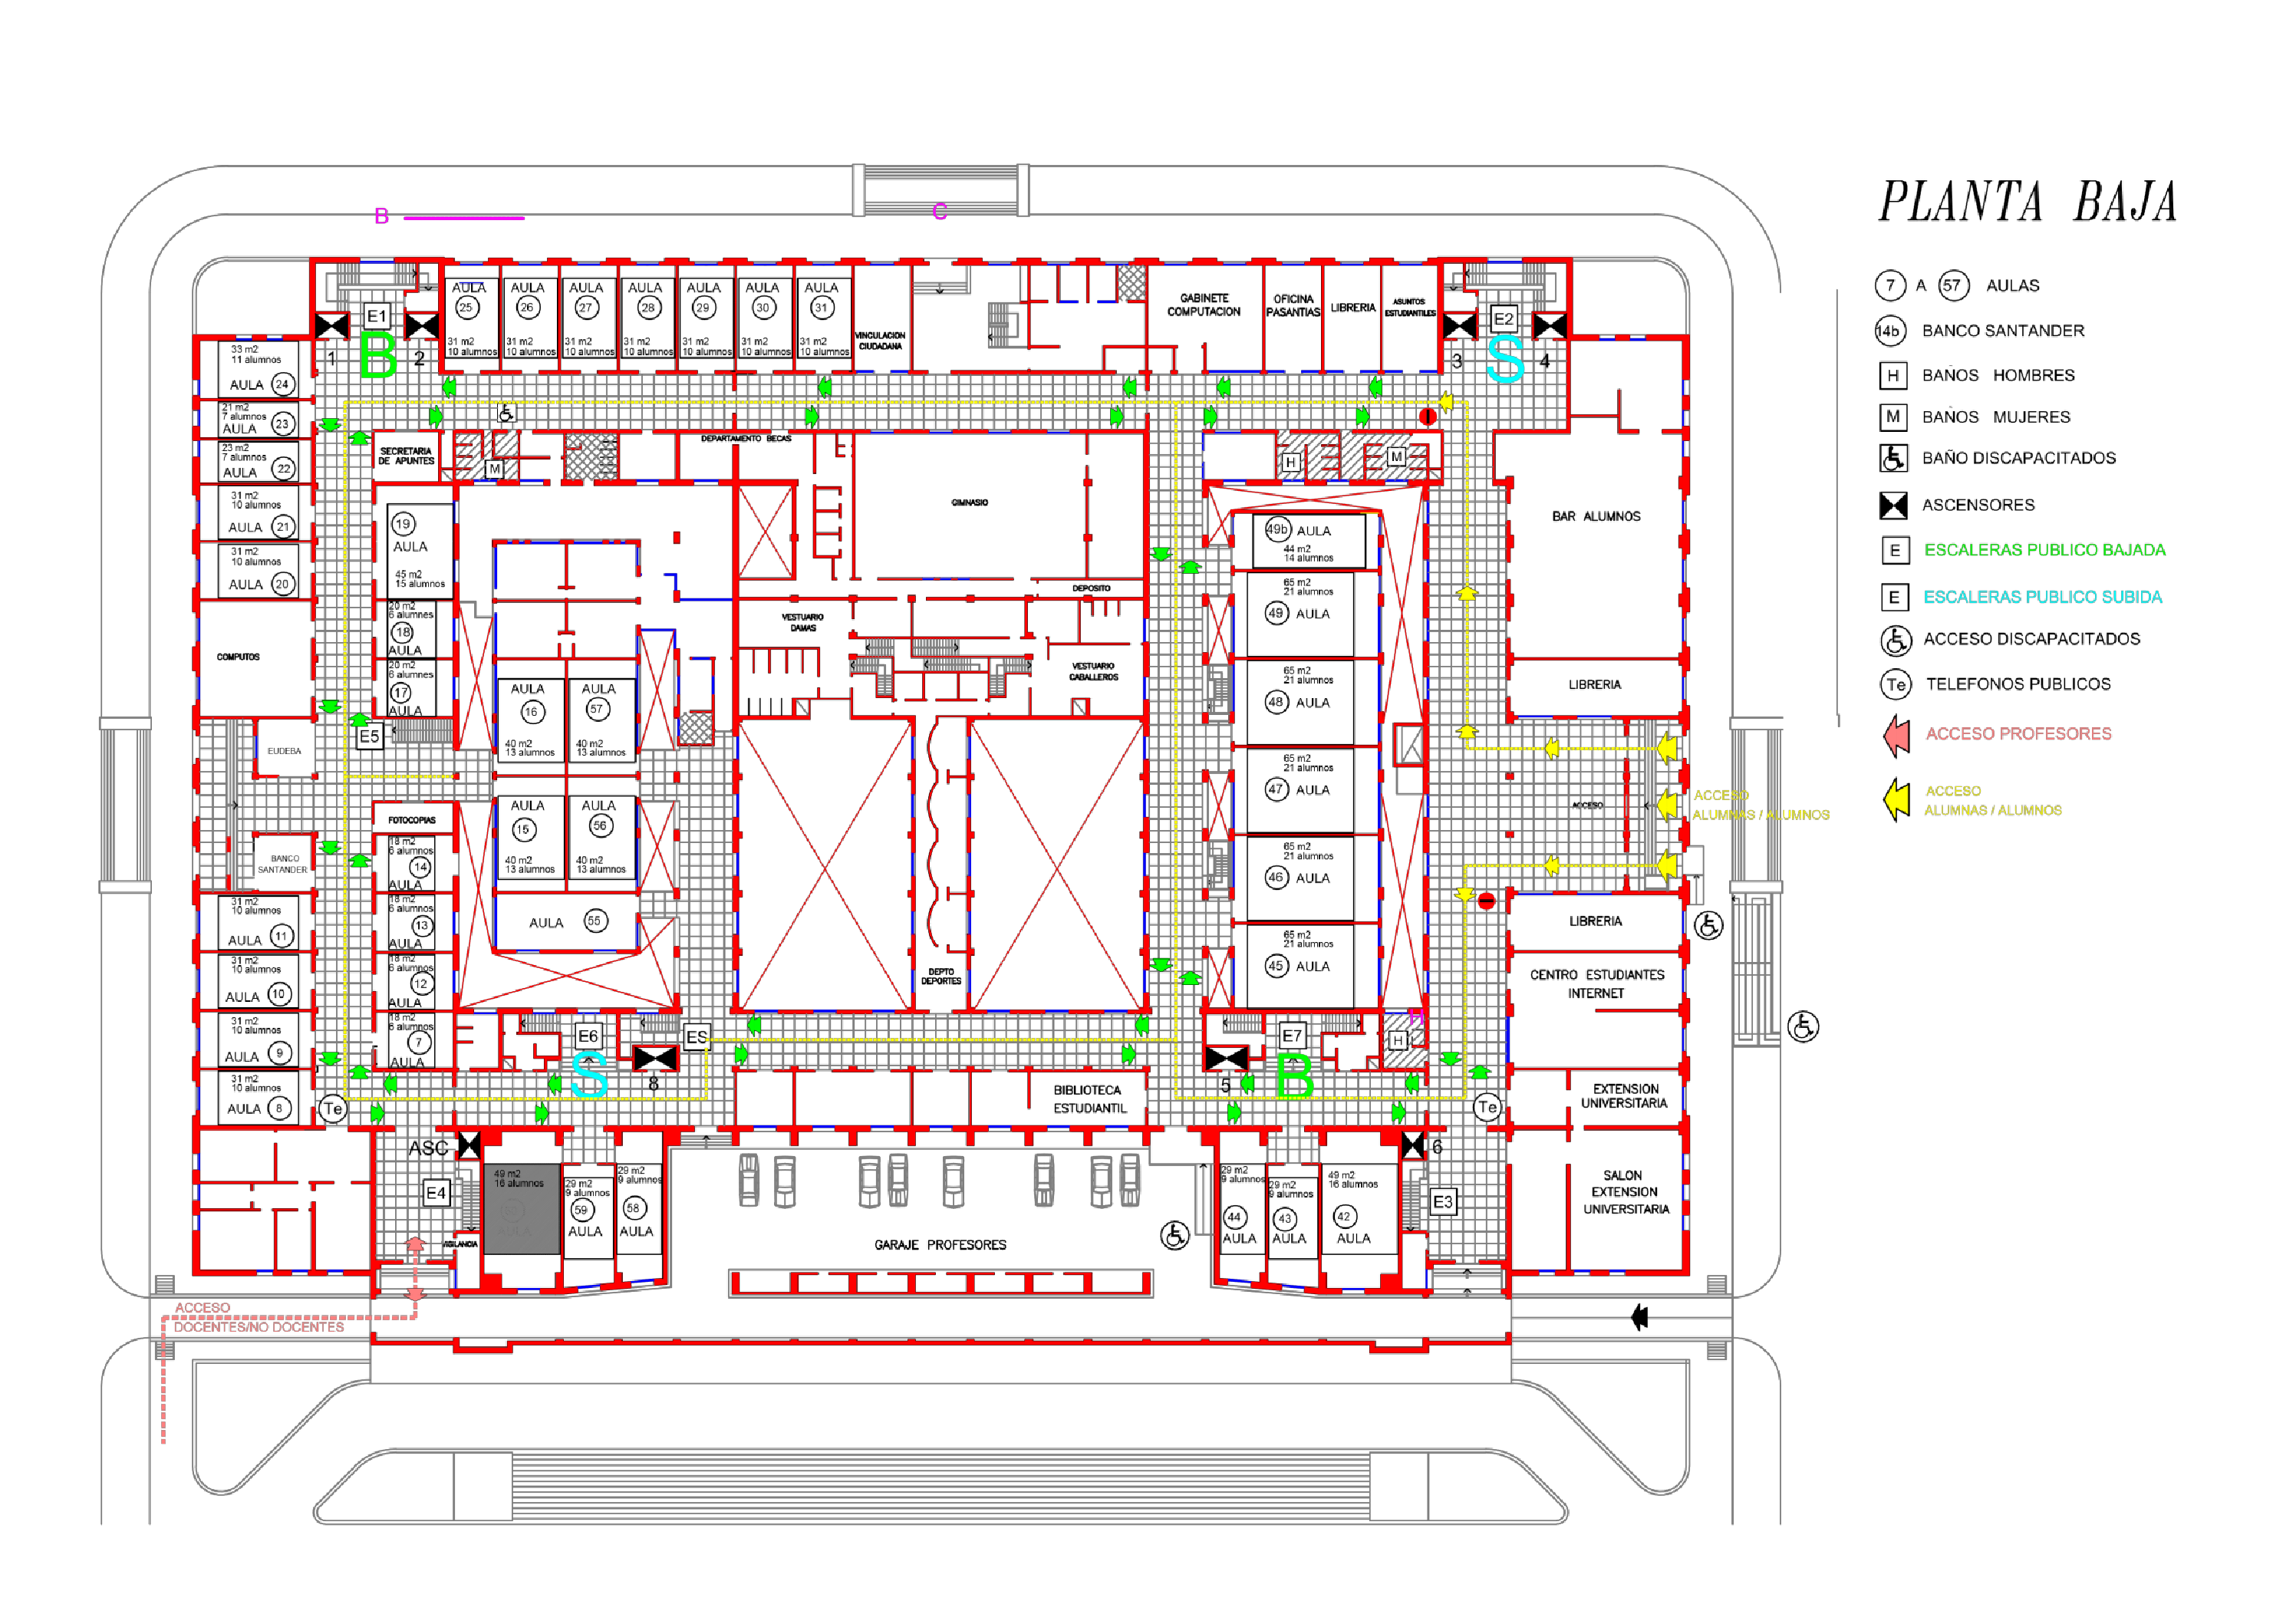 PLANTA BAJA
7 A 57 AULAS
14b BANCO SANTANDER
H BAÑOS HOMBRES
M BAÑOS MUJERES
BAÑO DISCAPACITADOS
ASCENSORES
E ESCALERAS PUBLICO BAJADA
E ESCALERAS PUBLICO SUBIDA
ACCESO DISCAPACITADOS
Te TELEFONOS PUBLICOS
ACCESO PROFESORES
ACCESO
ALUMNAS / ALUMNOS
B
C
E1
B
1
2
AULA
25
31 m2
10 alumnos
AULA
26
31 m2
10 alumnos
AULA
27
31 m2
10 alumnos
AULA
28
31 m2
10 alumnos
AULA
29
31 m2
10 alumnos
AULA
30
31 m2
10 alumnos
AULA
31
31 m2
10 alumnos
VINCULACION
CIUDADANA
GABINETE
COMPUTACION
OFICINA
PASANTIAS
LIBRERIA
ASUNTOS
ESTUDIANTILES
E2
S
3
4
33 m2
11 alumnos
AULA 24
21 m2
7 alumnos
AULA 23
23 m2
7 alumnos
AULA 22
31 m2
10 alumnos
AULA 21
31 m2
10 alumnos
AULA 20
COMPUTOS
EUDEBA
BANCO
SANTANDER
31 m2
10 alumnos
AULA 11
31 m2
10 alumnos
AULA 10
31 m2
10 alumnos
AULA 9
31 m2
10 alumnos
AULA 8
Te
SECRETARIA
DE APUNTES
M
DEPARTAMENTO BECAS
19
AULA
45 m2
15 alumnos
20 m2
6 alumnes
18
AULA
20 m2
6 alumnes
17
AULA
E5
FOTOCOPIAS
18 m2
6 alumnos
14
AULA
18 m2
6 alumnos
13
AULA
18 m2
6 alumnos
12
AULA
18 m2
6 alumnos
7
AULA
AULA
16
40 m2
13 alumnos
AULA
57
40 m2
13 alumnos
AULA
15
40 m2
13 alumnos
AULA
56
40 m2
13 alumnos
AULA 55
GIMNASIO
DEPOSITO
VESTUARIO
DAMAS
VESTUARIO
CABALLEROS
DEPTO
DEPORTES
H
M
49b AULA
44 m2
14 alumnos
65 m2
21 alumnos
49 AULA
65 m2
21 alumnos
48 AULA
65 m2
21 alumnos
47 AULA
65 m2
21 alumnos
46 AULA
65 m2
21 alumnos
45 AULA
BAR ALUMNOS
LIBRERIA
ACCESO
ACCESO
ALUMNAS / ALUMNOS
LIBRERIA
CENTRO ESTUDIANTES
INTERNET
EXTENSION
UNIVERSITARIA
SALON
EXTENSION
UNIVERSITARIA
E6
S
ES
8
E7
B
5
H
H
Te
BIBLIOTECA
ESTUDIANTIL
ASC
E4
VIGILANCIA
49 m2
16 alumnos
29 m2
9 alumnos
59
AULA
29 m2
9 alumnos
58
AULA
GARAJE PROFESORES
29 m2
9 alumnos
44
AULA
29 m2
9 alumnos
43
AULA
49 m2
16 alumnos
42
AULA
6
E3
ACCESO
DOCENTES/NO DOCENTES